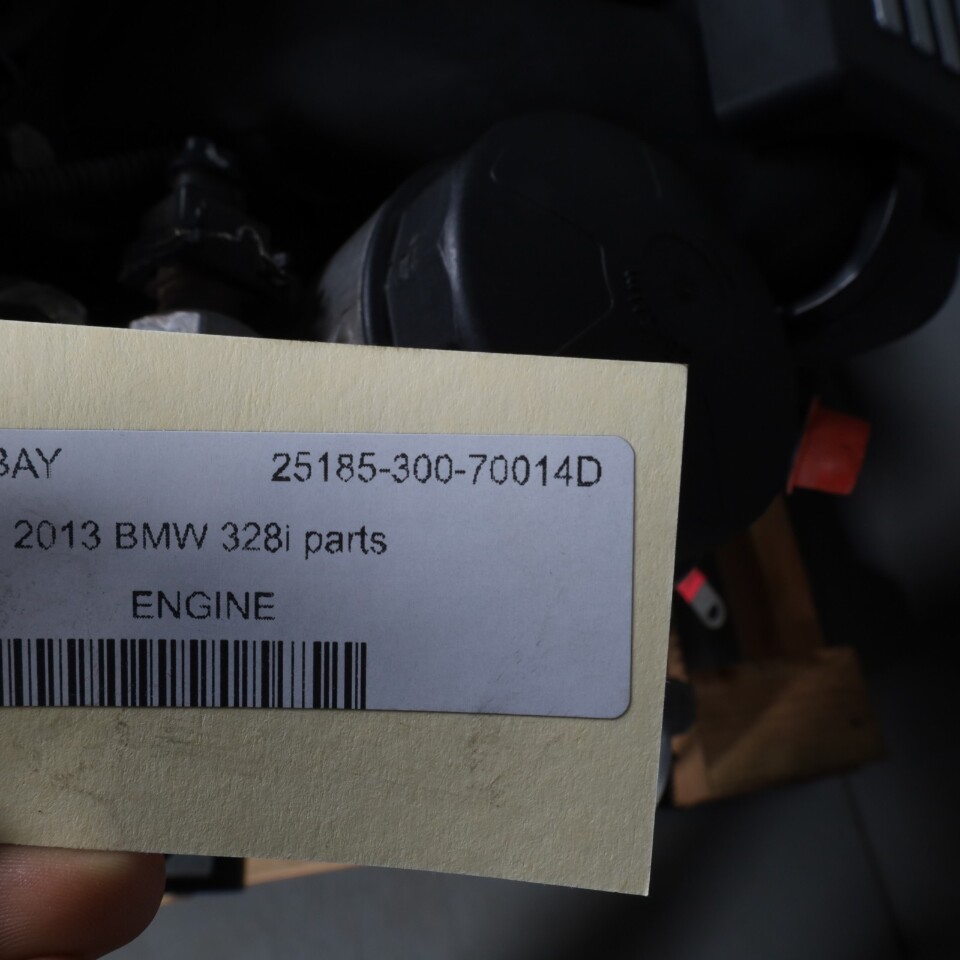 BAY 25185-300-70014D
2013 BMW 328i parts
ENGINE